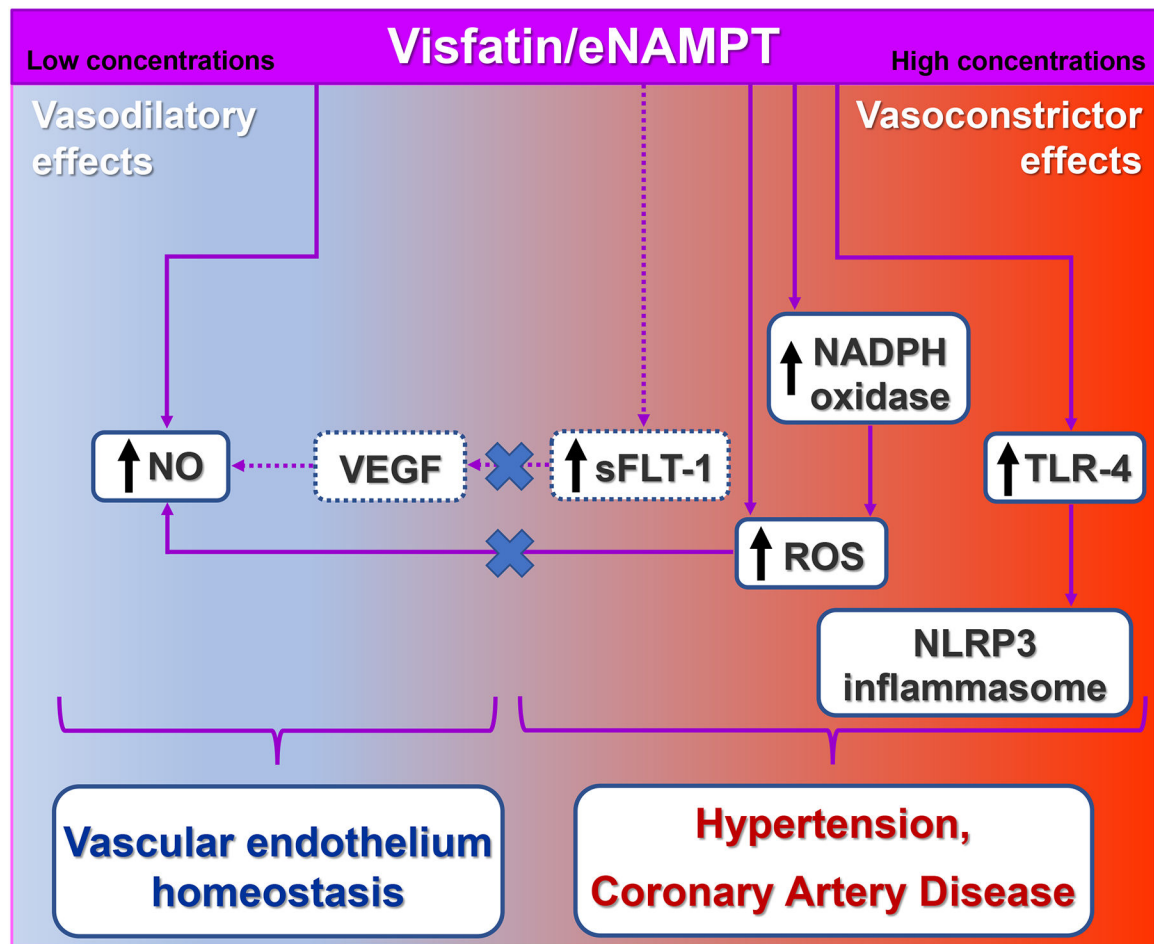 Visfatin/eNAMPT
Low concentrations
High concentrations
Vasodilatory
effects
Vasoconstrictor
effects
NADPH
oxidase
NO
VEGF
sFLT-1
TLR-4
ROS
NLRP3
inflammasome
Vascular endothelium
homeostasis
Hypertension,
Coronary Artery Disease